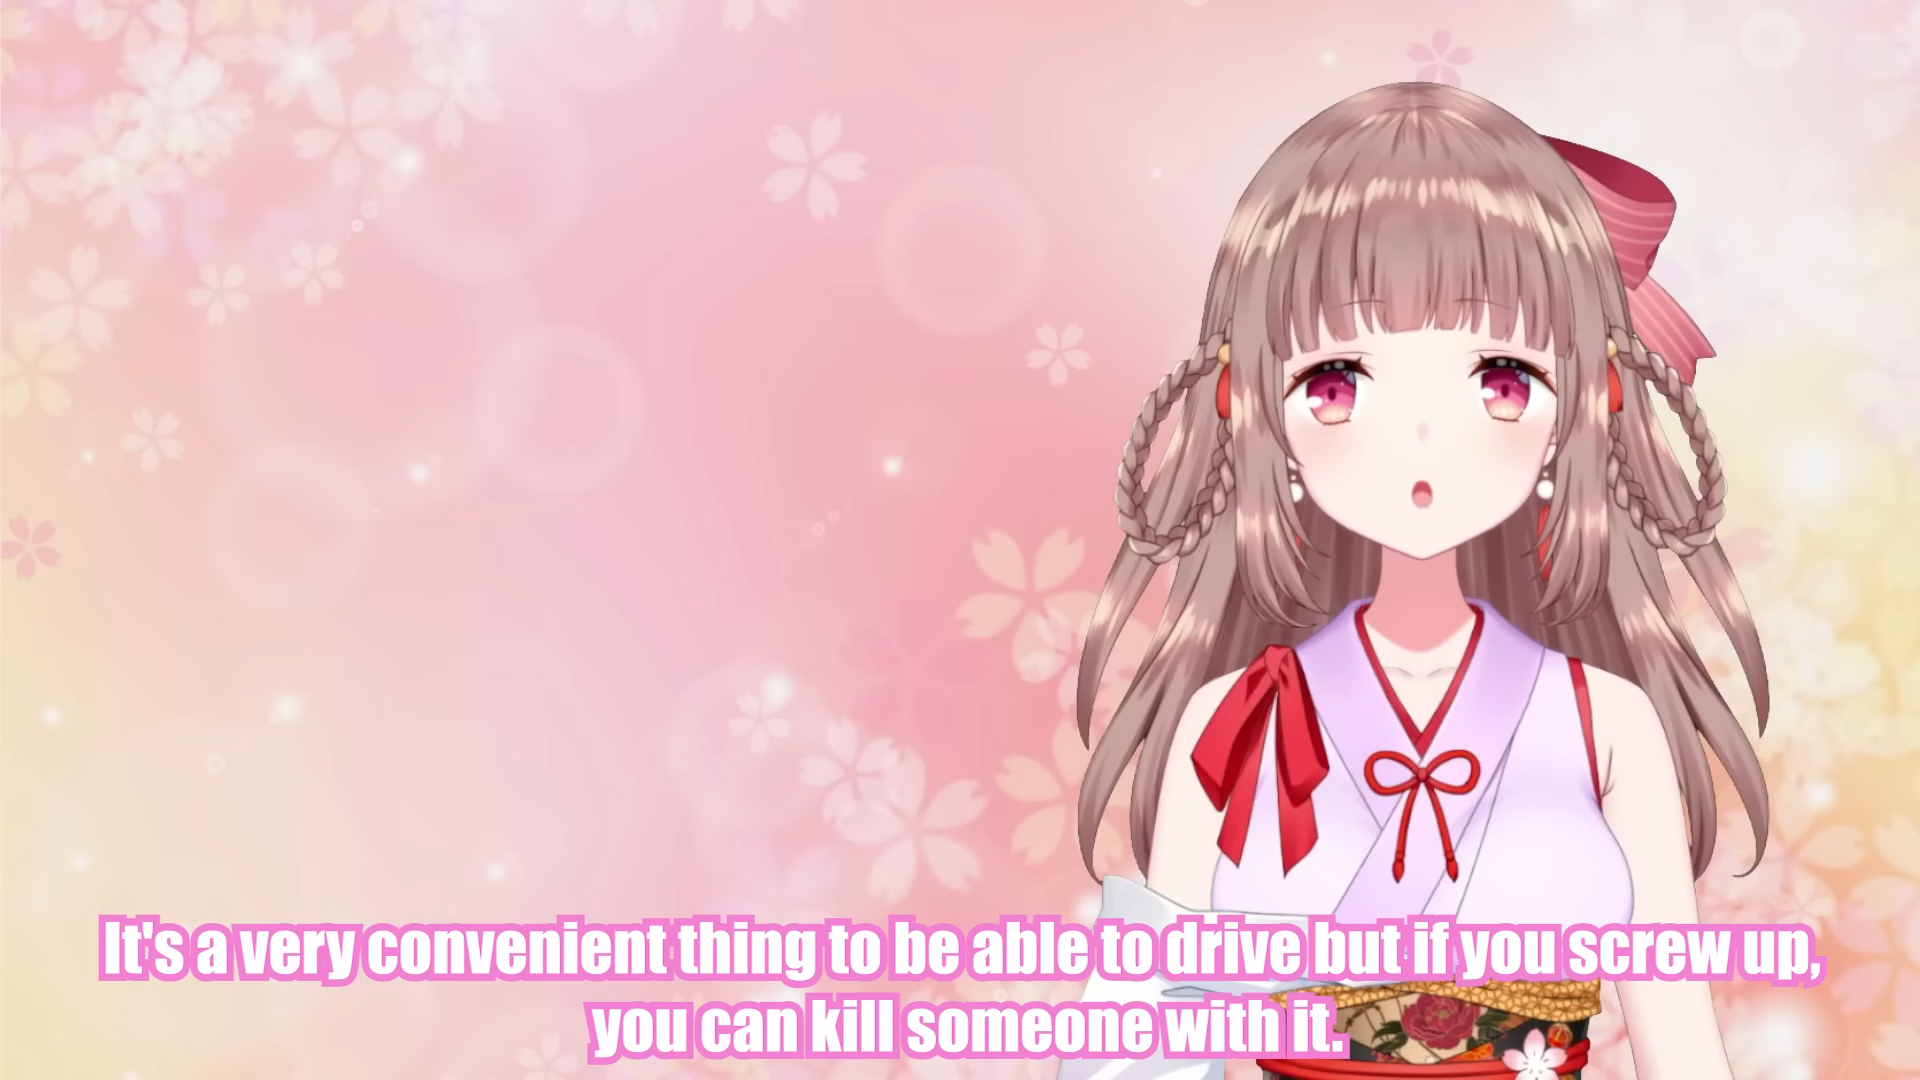 It's a very convenient thing to be able to drive but if you screw up,
you can kill someone with it.